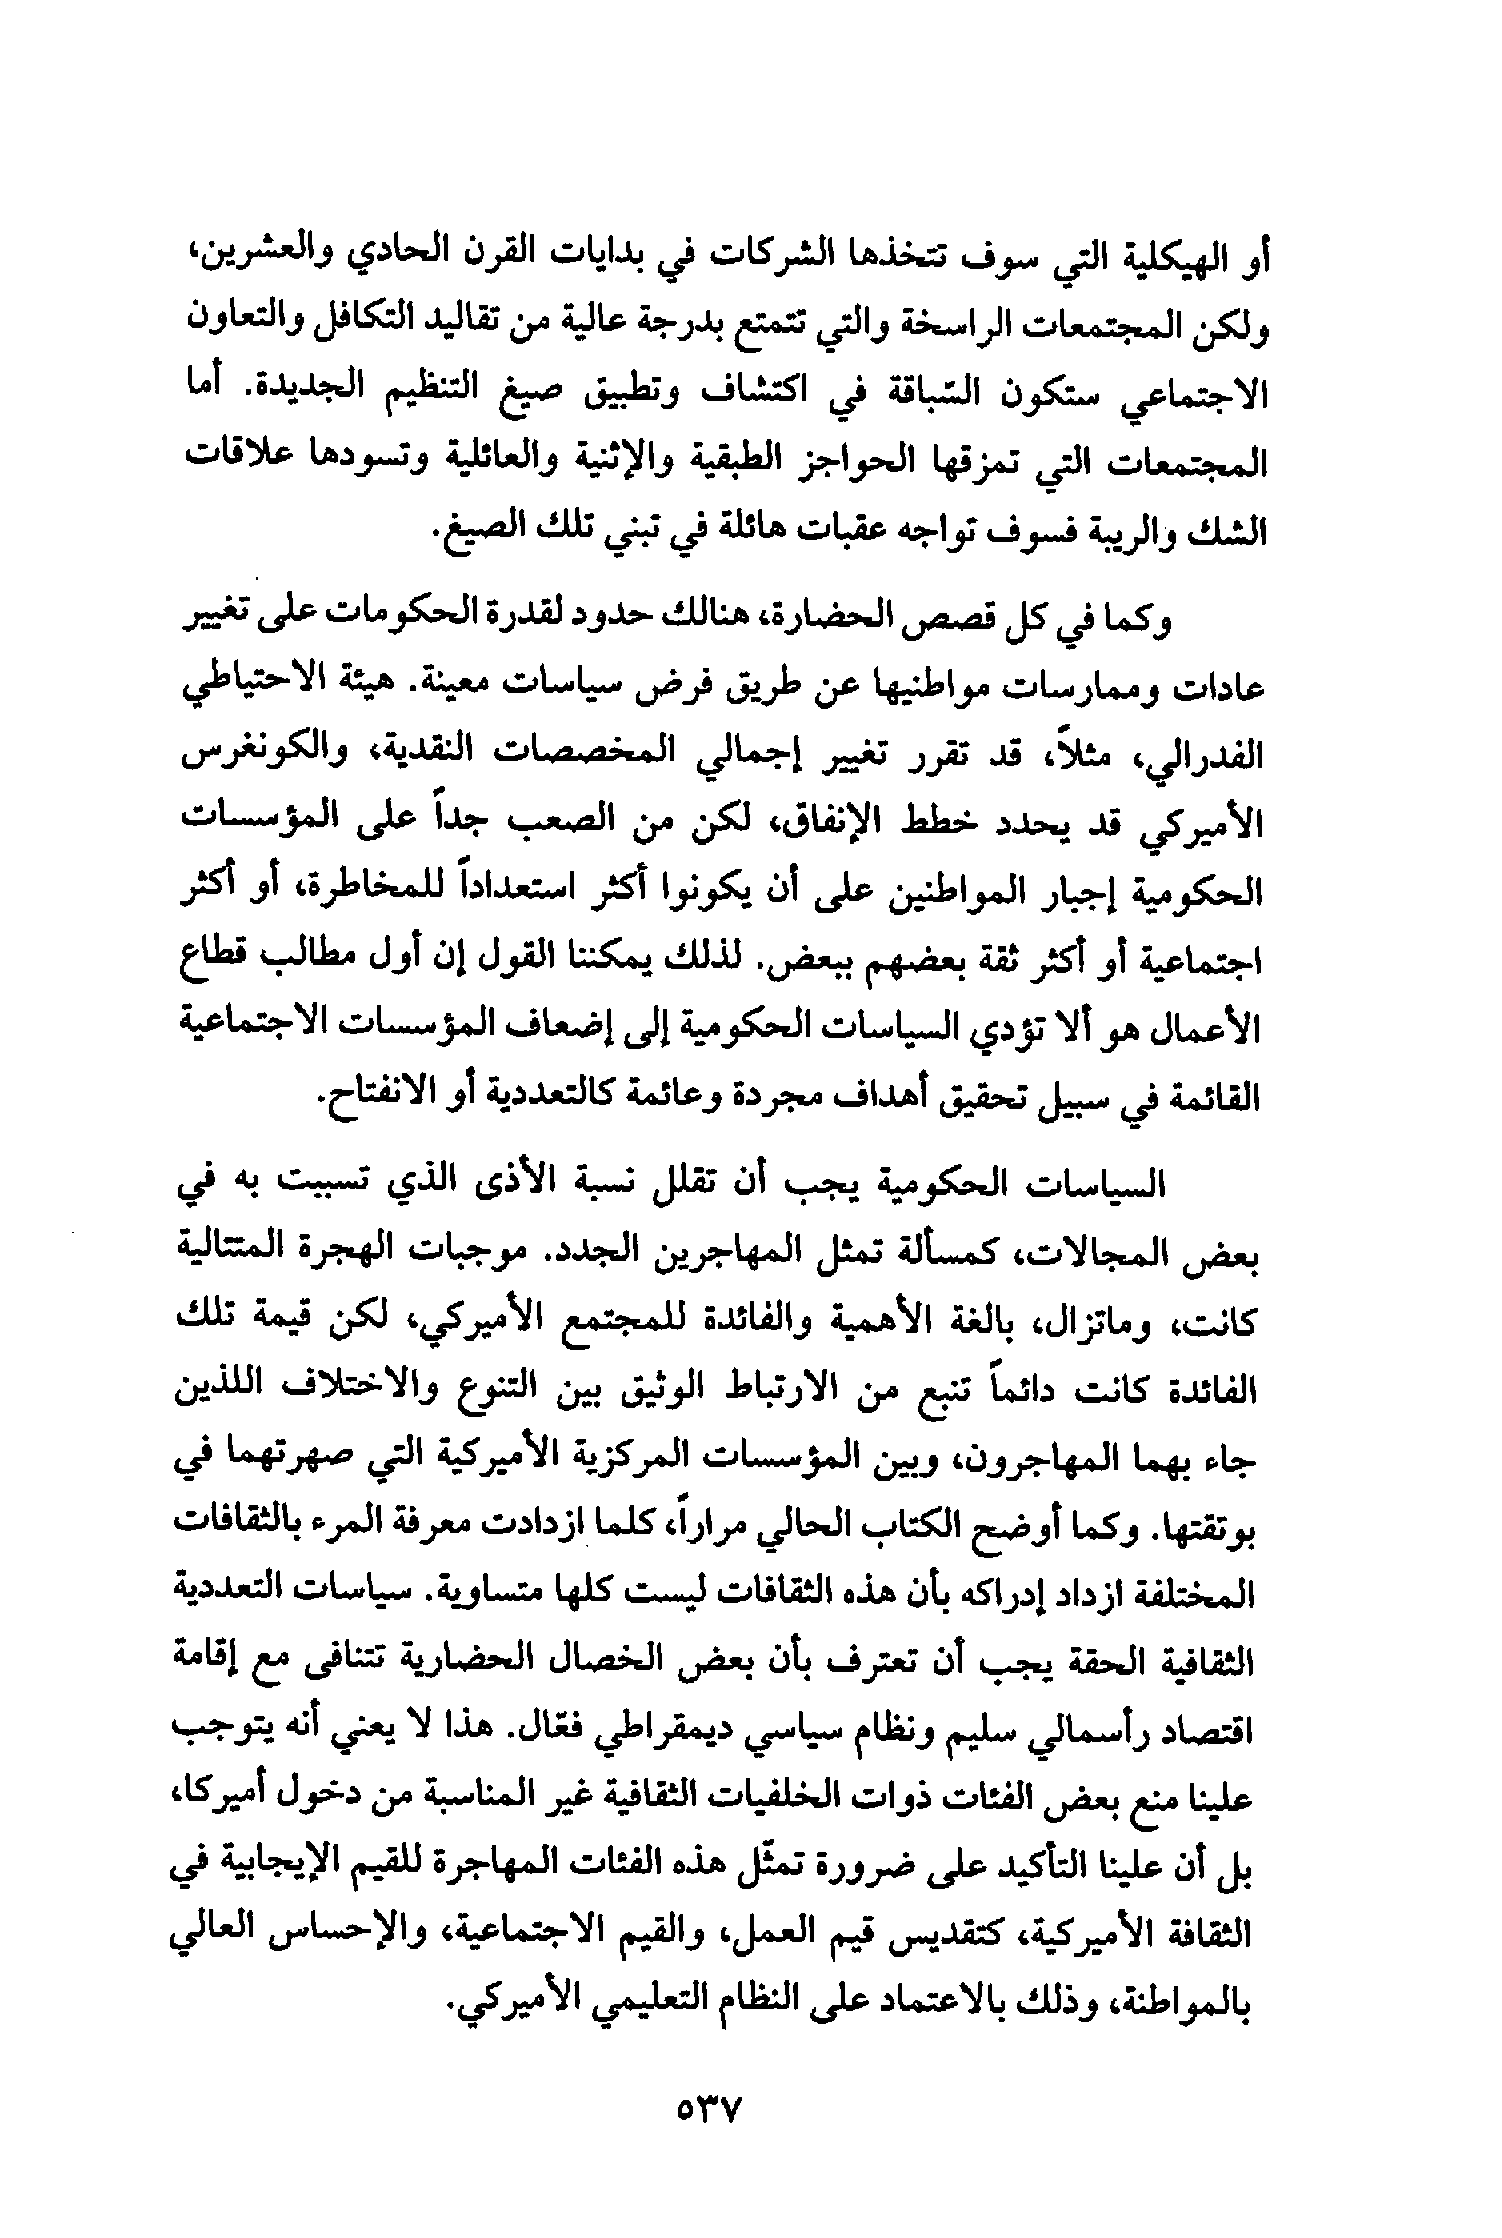 أو الهيكلية التي سوف تتخذها الشركات في بدايات القرن الحادي والعشرين،
ولكن المجتمعات الراسخة والتي تتمتع بدرجة عالية من تقاليد التكافل والتعاون
الاجتماعي ستكون السّباقة في اكتشاف وتطبيق صيغ التنظيم الجديدة. أما
المجتمعات التي تمزقها الحواجز الطبقية والإثنية والعائلية وتسودها علاقات
الشك والريبة فسوف تواجه عقبات هائلة في تبني تلك الصيغ.
وكما في كل قصص الحضارة، هنالك حدود لقدرة الحكومات على تغيير
عادات وممارسات مواطنيها عن طريق فرض سياسات معينة. هيئة الاحتياطي
الفدرالي، مثلاً، قد تقرر تغيير إجمالي المخصصات النقدية، والكونغرس
الأميركي قد يحدد خطط الإنفاق، لكن من الصعب جداً على المؤسسات
الحكومية إجبار المواطنين على أن يكونوا أكثر استعداداً للمخاطرة، أو أكثر
اجتماعية أو أكثر ثقة بعضهم ببعض. لذلك يمكننا القول إن أول مطالب قطاع
الأعمال هو ألا تؤدي السياسات الحكومية إلى إضعاف المؤسسات الاجتماعية
القائمة في سبيل تحقيق أهداف مجردة وعائمة كالتعددية أو الانفتاح.
السياسات الحكومية يجب أن تقلل نسبة الأذى الذي تسببت به في
بعض المجالات، كمسألة تمثل المهاجرين الجدد. موجبات الهجرة المتتالية
كانت، وماتزال، بالغة الأهمية والفائدة للمجتمع الأميركي، لكن قيمة تلك
الفائدة كانت دائماً تنبع من الارتباط الوثيق بين التنوع والاختلاف اللذين
جاء بهما المهاجرون، وبين المؤسسات المركزية الأميركية التي صهرتهما في
بوتقتها. وكما أوضح الكتاب الحالي مراراً، كلما ازدادت معرفة المرء بالثقافات
المختلفة ازداد إدراكه بأن هذه الثقافات ليست كلها متساوية. سياسات التعددية
الثقافية الحقة يجب أن تعترف بأن بعض الخصال الحضارية تتنافى مع إقامة
اقتصاد رأسمالي سليم ونظام سياسي ديمقراطي فعّال. هذا لا يعني أنه يتوجب
علينا منع بعض الفئات ذوات الخلفيات الثقافية غير المناسبة من دخول أميركا،
بل أن علينا التأكيد على ضرورة تمثّل هذه الفئات المهاجرة للقيم الإيجابية في
الثقافة الأميركية، كتقديس قيم العمل، والقيم الاجتماعية، والإحساس العالي
بالمواطنة، وذلك بالاعتماد على النظام التعليمي الأميركي.
٥٣٧